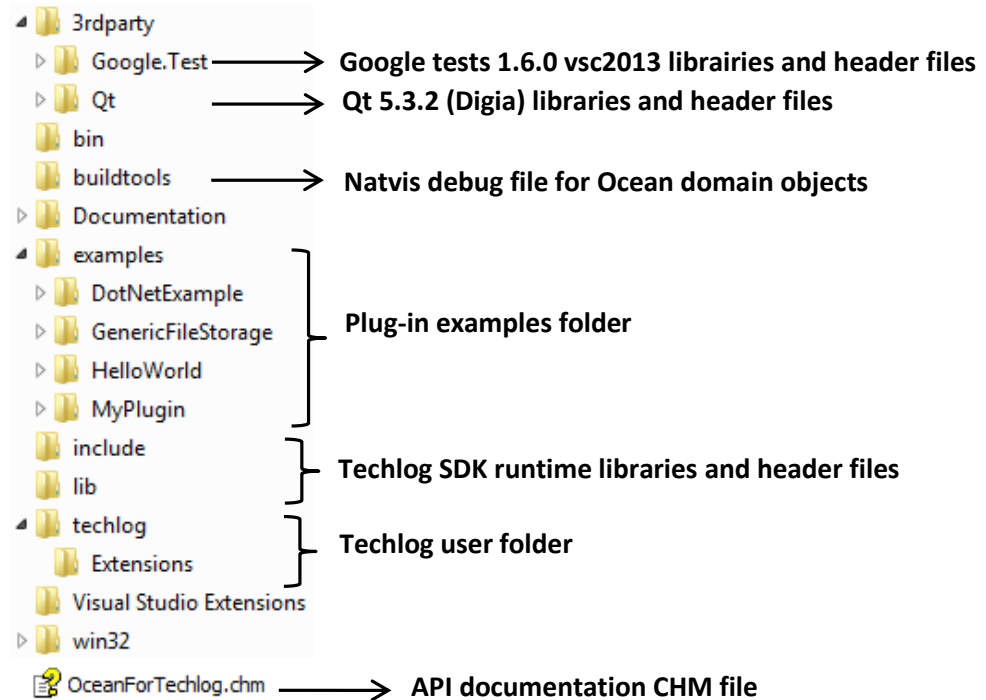 3rdparty
Google.Test Google tests 1.6.0 vsc2013 librairies and header files
Qt Qt 5.3.2 (Digia) libraries and header files
bin
buildtools Natvis debug file for Ocean domain objects
Documentation
examples
DotNetExample
GenericFileStorage Plug-in examples folder
HelloWorld
MyPlugin
include
Techlog SDK runtime libraries and header files
lib
techlog
Techlog user folder
Extensions
Visual Studio Extensions
win32
OceanForTechlog.chm API documentation CHM file